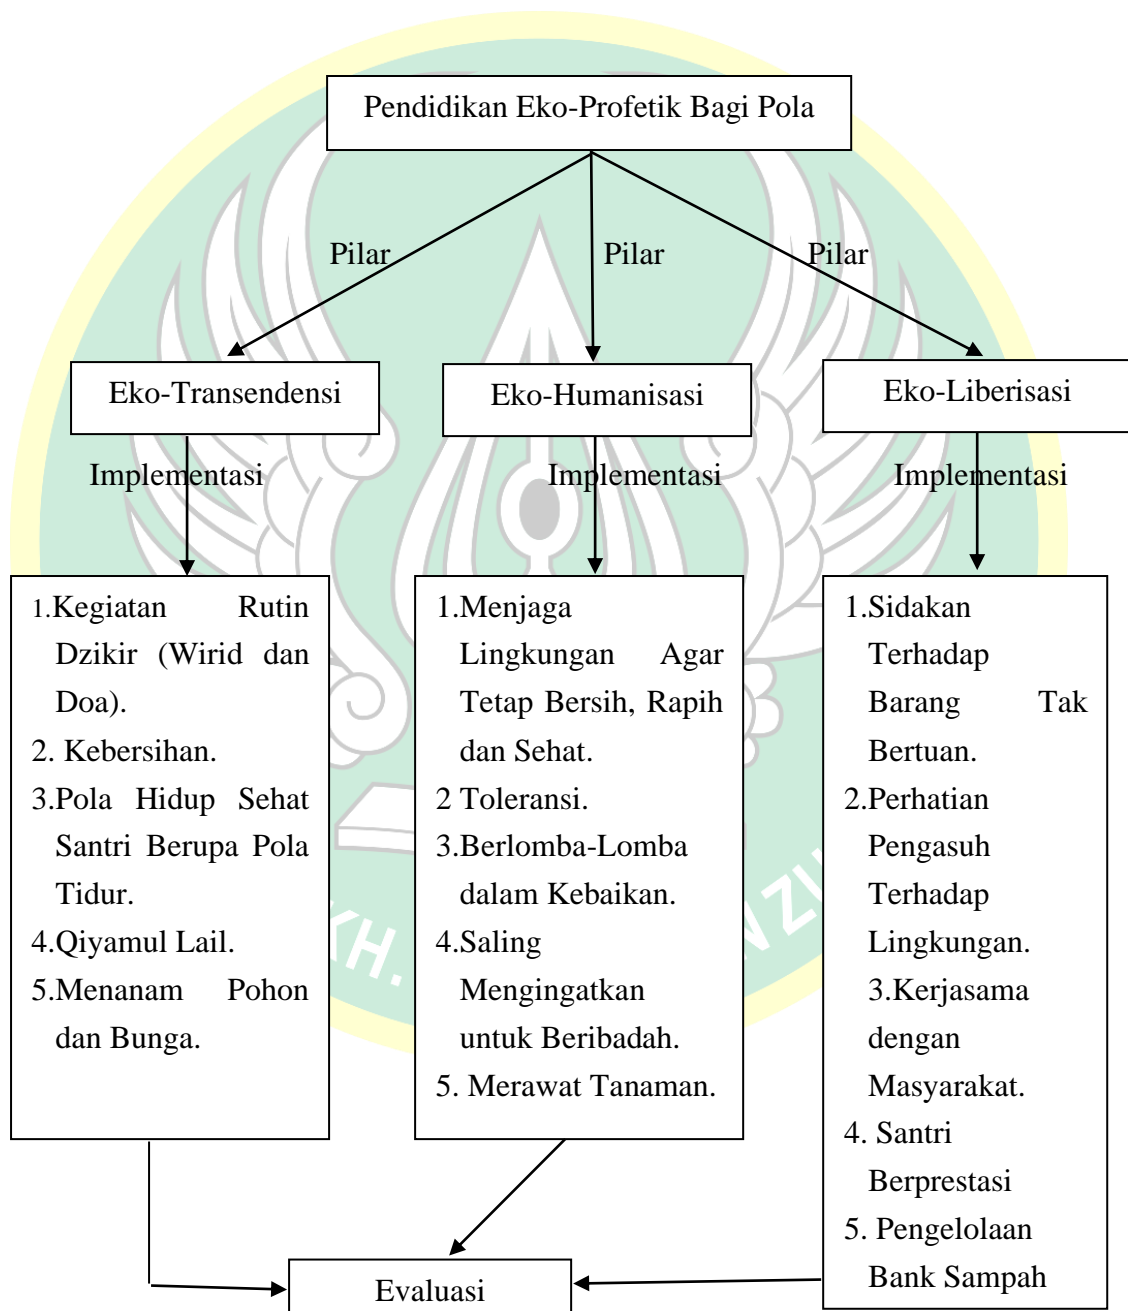 Pendidikan Eko-Profetik Bagi Pola
Pilar
Pilar
Pilar
Eko-Transendensi
Eko-Humanisasi
Eko-Liberisasi
Implementasi
Implementasi
Implementasi
1.Kegiatan Rutin
Dzikir (Wirid dan
Doa).
2. Kebersihan.
3.Pola Hidup Sehat
Santri Berupa Pola
Tidur.
4.Qiyamul Lail.
5.Menanam Pohon
dan Bunga.
1.Menjaga
Lingkungan Agar
Tetap Bersih, Rapih
dan Sehat.
2 Toleransi.
3.Berlomba-Lomba
dalam Kebaikan.
4.Saling
Mengingatkan
untuk Beribadah.
5. Merawat Tanaman.
1.Sidakan
Terhadap
Barang Tak
Bertuan.
2.Perhatian
Pengasuh
Terhadap
Lingkungan.
3.Kerjasama
dengan
Masyarakat.
4. Santri
Berprestasi
5. Pengelolaan
Bank Sampah
Evaluasi
KH.